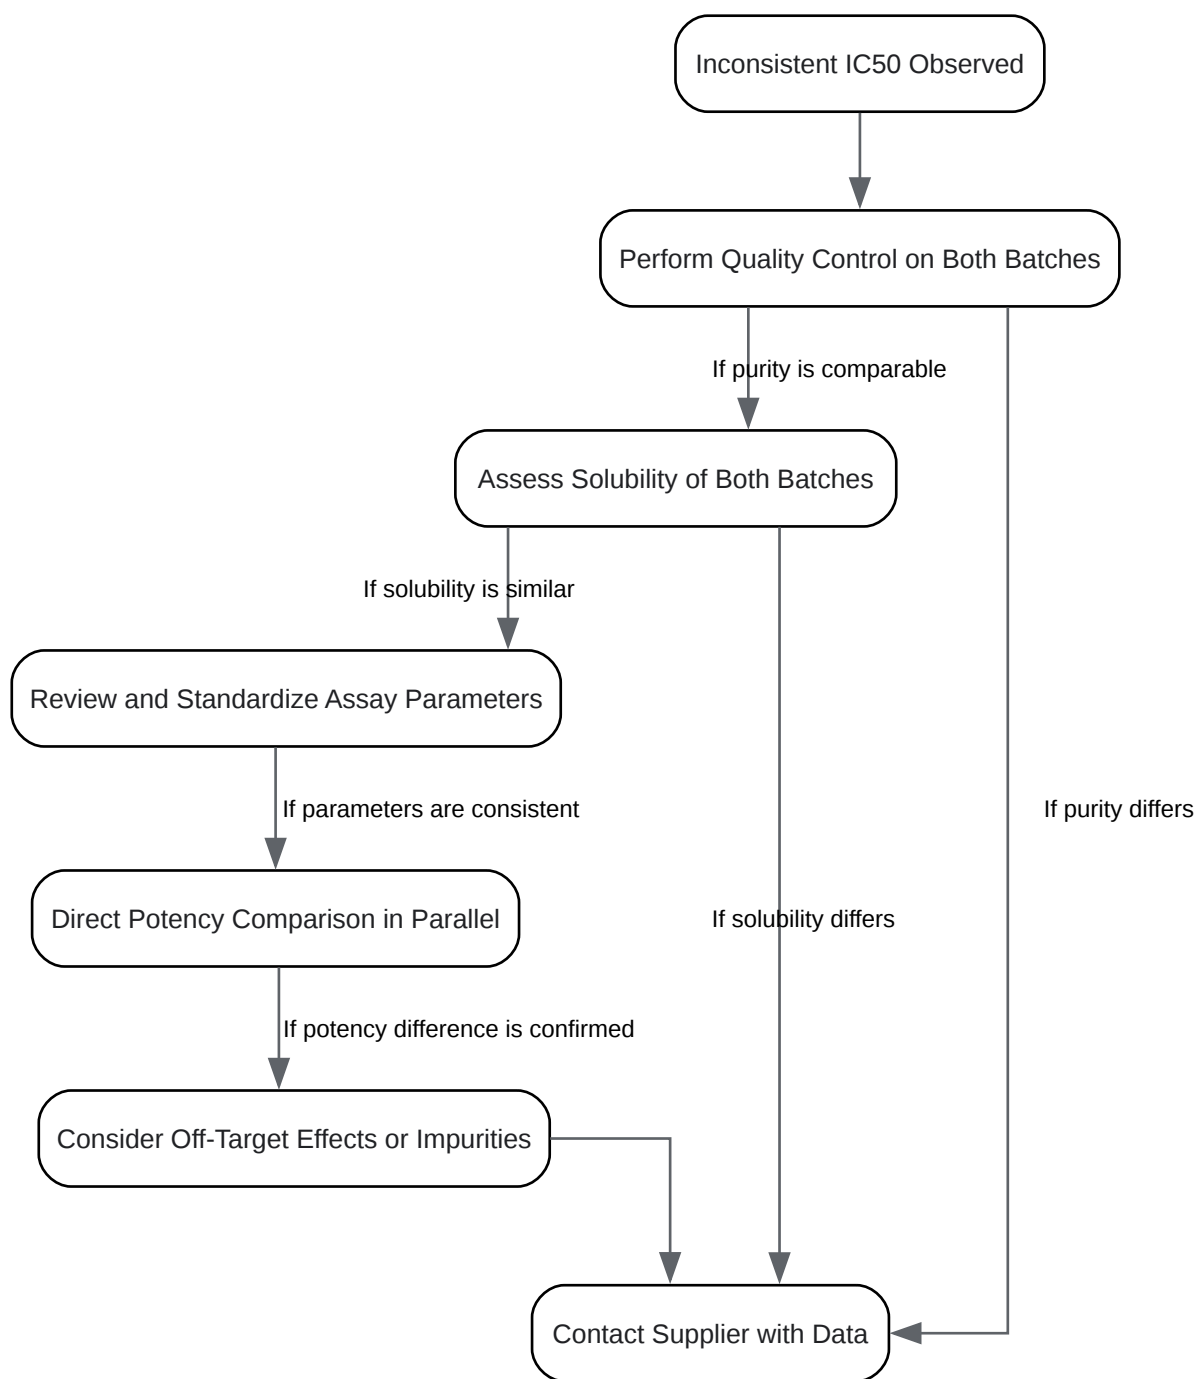 Inconsistent IC50 Observed
Perform Quality Control on Both Batches
If purity is comparable
Assess Solubility of Both Batches
If solubility is similar
Review and Standardize Assay Parameters
If parameters are consistent
If purity differs
Direct Potency Comparison in Parallel
If solubility differs
If potency difference is confirmed
Consider Off-Target Effects or Impurities
Contact Supplier with Data